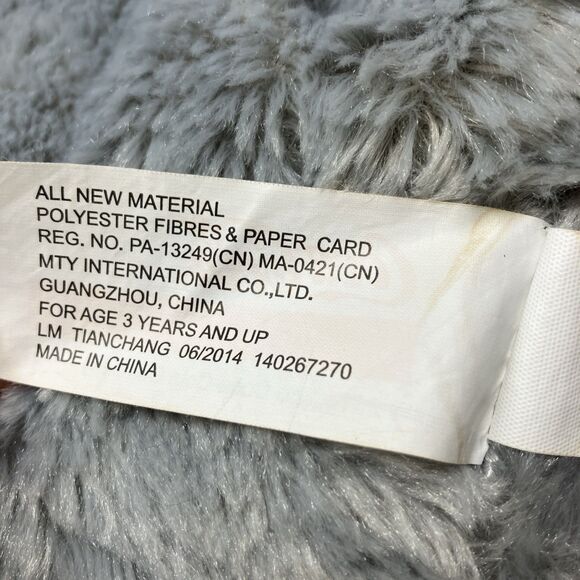 ALL NEW MATERIAL
POLYESTER FIBRES & PAPER CARD
REG. NO. PA-13249(CN) MA-0421(CN)
MTY INTERNATIONAL CO.,LTD.
GUANGZHOU, CHINA
FOR AGE 3 YEARS AND UP
LM TIANCHANG 06/2014 140267270
MADE IN CHINA